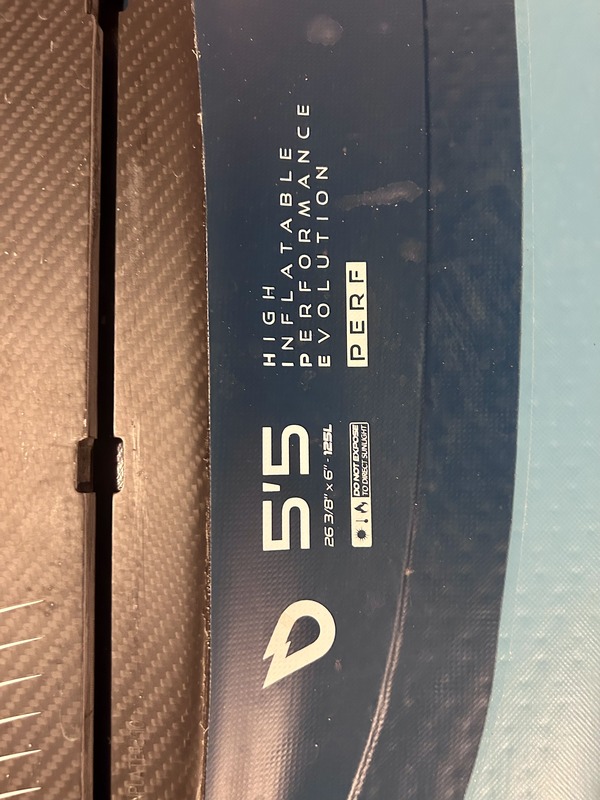 5'5
26 3/8" x 6" - 125L
DO NOT EXPOSE
TO DIRECT SUNLIGHT
HIGH
INFLATABLE
PERFORMANCE
EVOLUTION
PERF